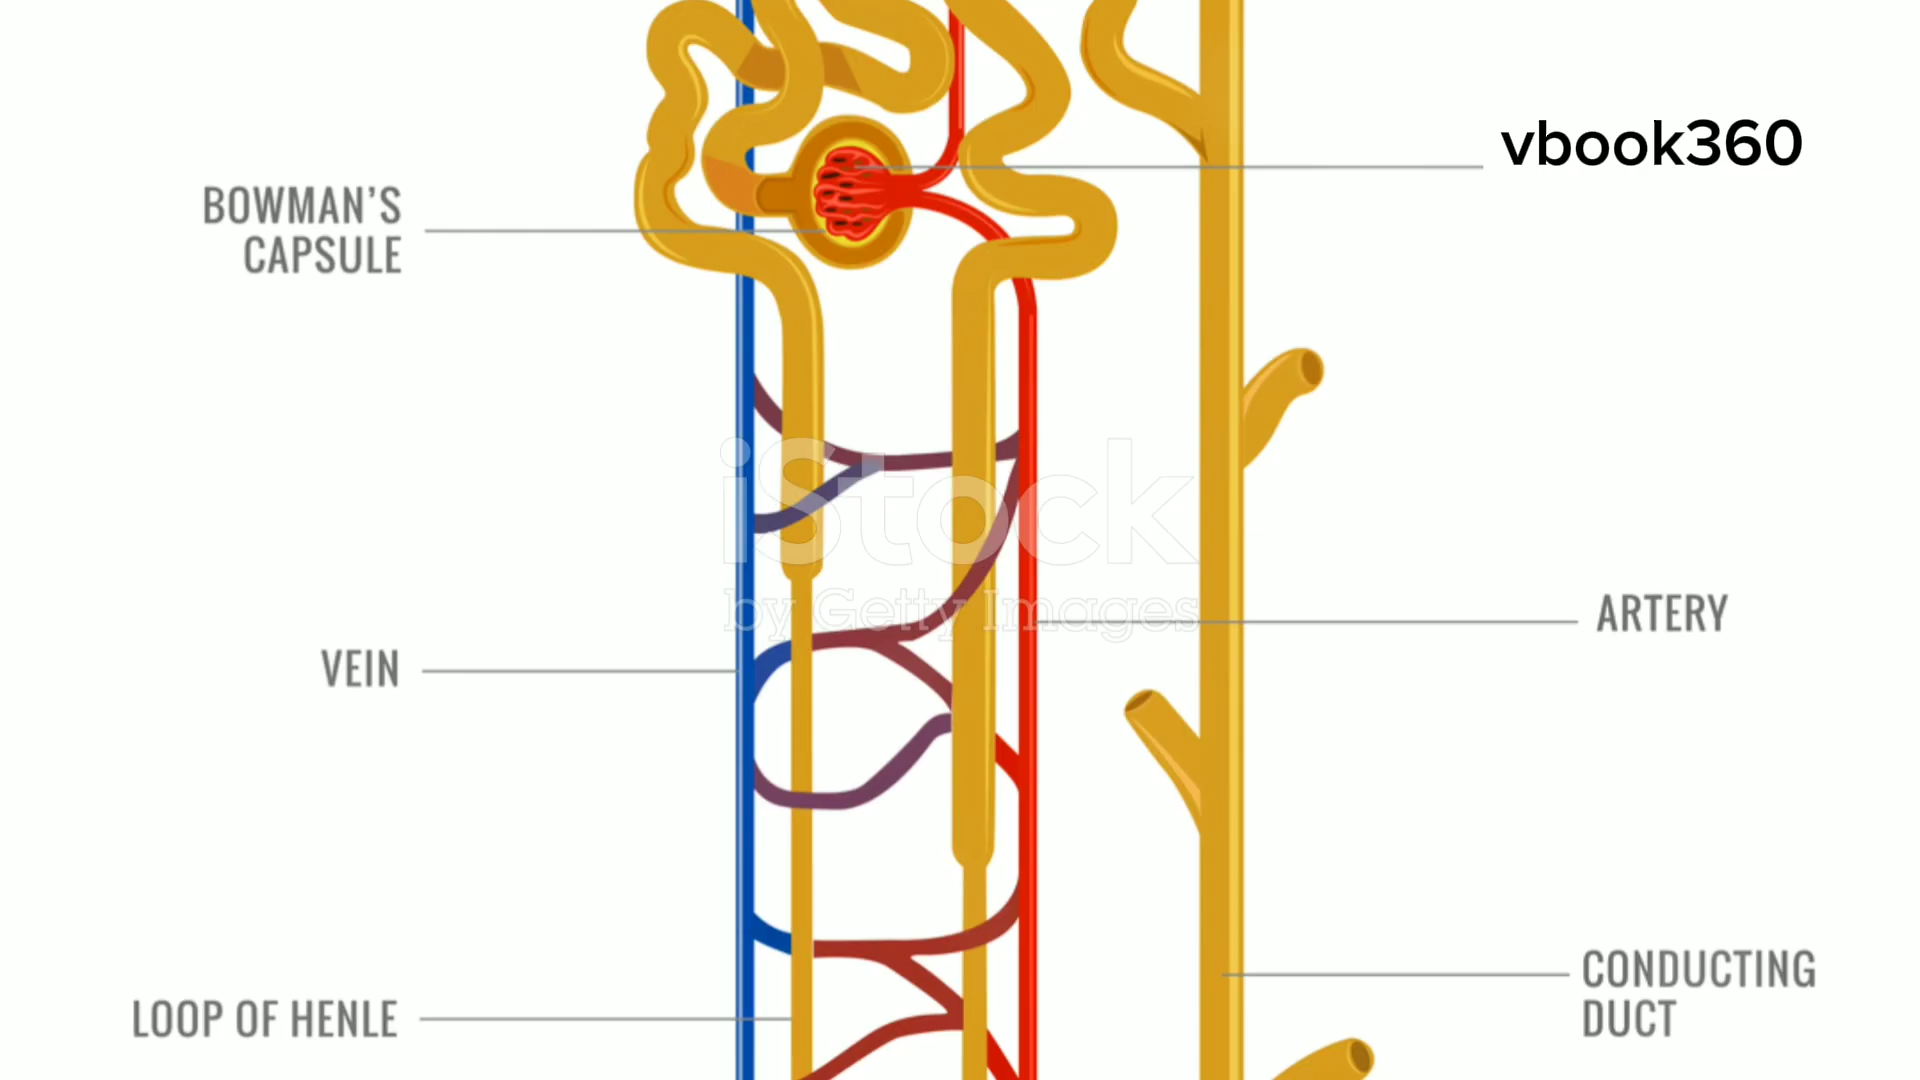 vbook360
BOWMAN'S
CAPSULE
iStock
by Getty Images
ARTERY
VEIN
CONDUCTING
DUCT
LOOP OF HENLE